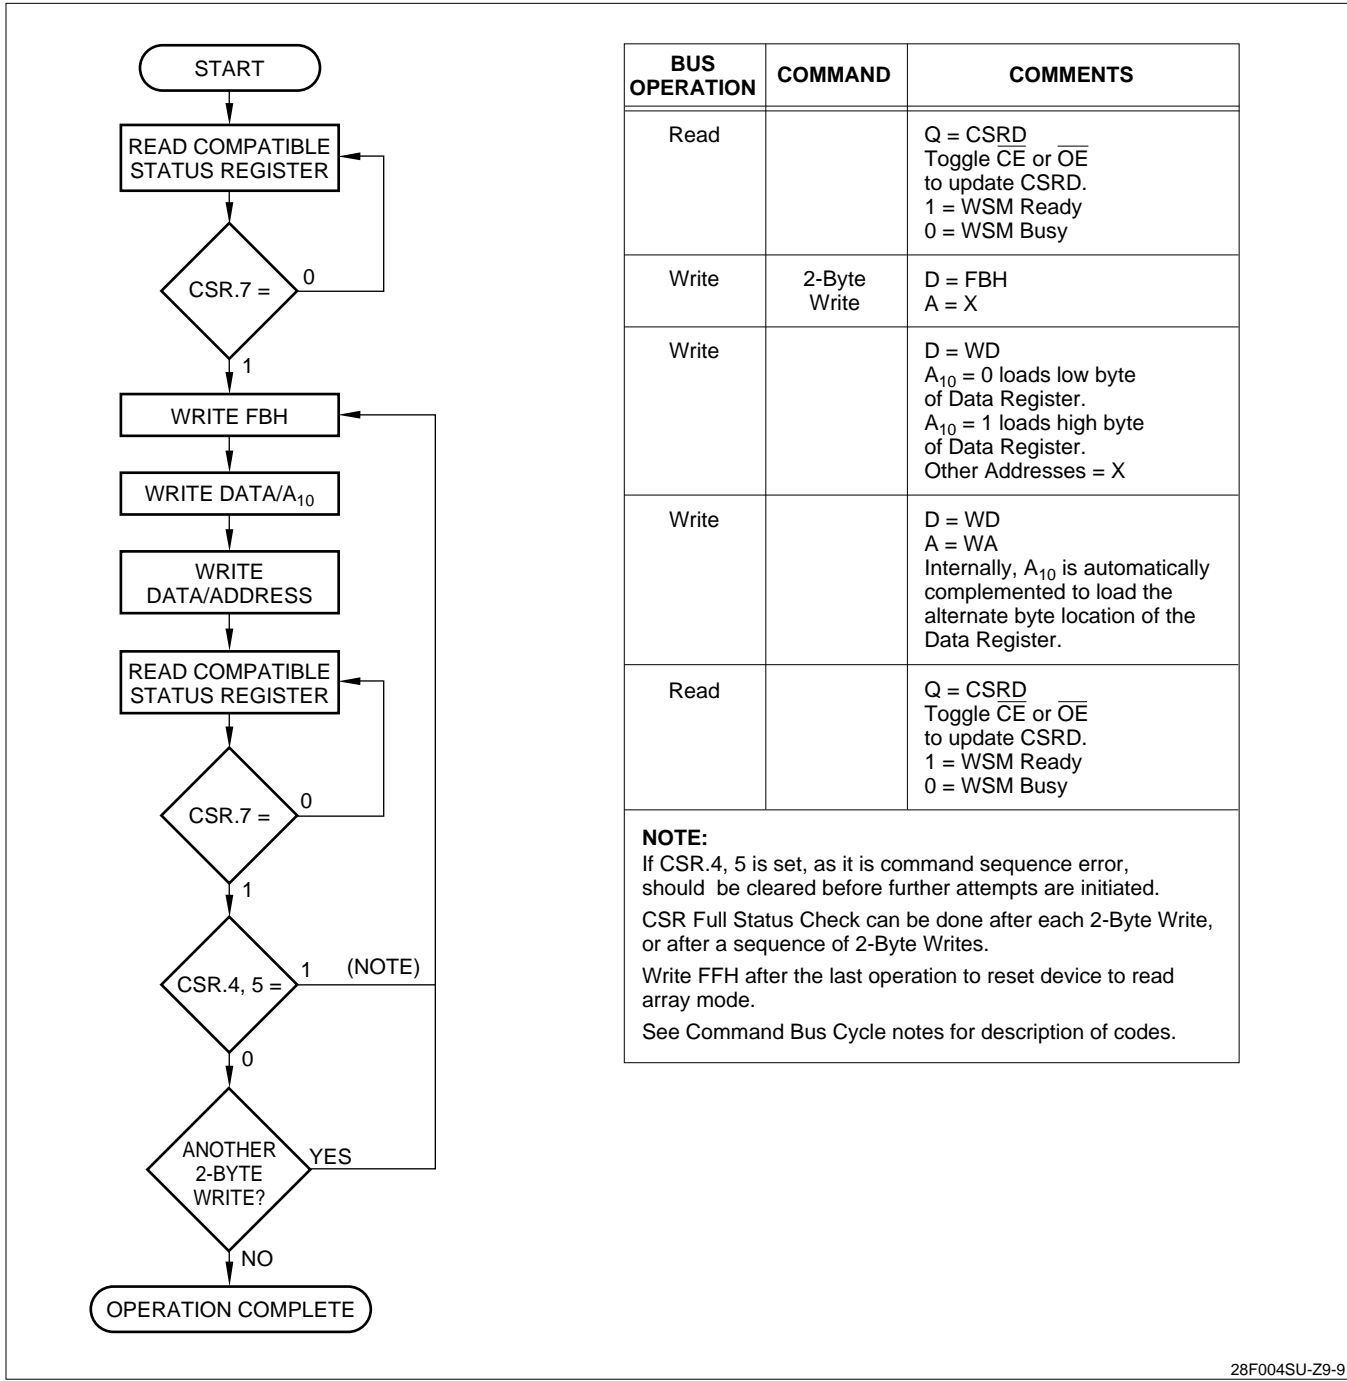 START
READ COMPATIBLE
STATUS REGISTER
CSR.7 =
0
1
WRITE FBH
WRITE DATA/A10
WRITE
DATA/ADDRESS
READ COMPATIBLE
STATUS REGISTER
CSR.7 =
0
1
CSR.4, 5 =
1
(NOTE)
0
ANOTHER
2-BYTE
WRITE?
YES
NO
OPERATION COMPLETE
BUS
OPERATION
COMMAND
COMMENTS
Read
Q = CSRD
Toggle C̅E̅ or O̅E̅
to update CSRD.
1 = WSM Ready
0 = WSM Busy
Write
2-Byte
Write
D = FBH
A = X
Write
D = WD
A10 = 0 loads low byte
of Data Register.
A10 = 1 loads high byte
of Data Register.
Other Addresses = X
Write
D = WD
A = WA
Internally, A10 is automatically
complemented to load the
alternate byte location of the
Data Register.
Read
Q = CSRD
Toggle C̅E̅ or O̅E̅
to update CSRD.
1 = WSM Ready
0 = WSM Busy
NOTE:
If CSR.4, 5 is set, as it is command sequence error,
should be cleared before further attempts are initiated.
CSR Full Status Check can be done after each 2-Byte Write,
or after a sequence of 2-Byte Writes.
Write FFH after the last operation to reset device to read
array mode.
See Command Bus Cycle notes for description of codes.
28F004SU-Z9-9